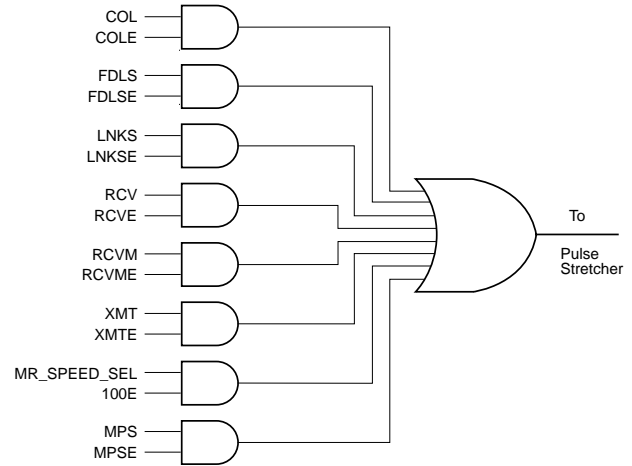 COL
COLE
FDLS
FDLSE
LNKS
LNKSE
RCV
RCVE
RCVM
RCVME
XMT
XMTE
MR_SPEED_SEL
100E
MPS
MPSE
To
Pulse
Stretcher